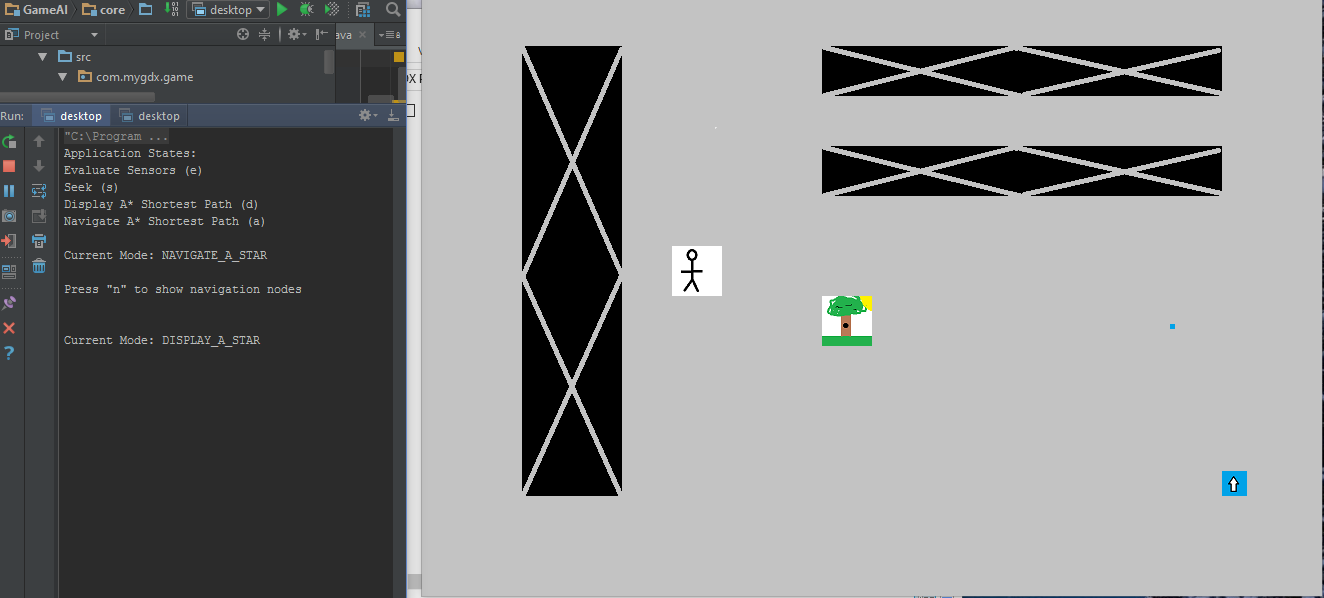 GameAI core desktop
Project
ava
src
com.mygdx.game
Run: desktop desktop
"C:\Program ...
Application States:
Evaluate Sensors (e)
Seek (s)
Display A* Shortest Path (d)
Navigate A* Shortest Path (a)
Current Mode: NAVIGATE_A_STAR
Press "n" to show navigation nodes
Current Mode: DISPLAY_A_STAR